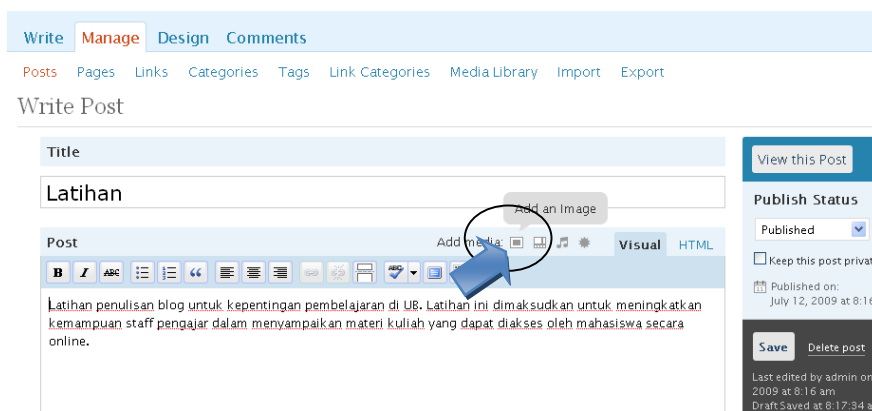 Write Manage Design Comments
Posts Pages Links Categories Tags Link Categories Media Library Import Export
Write Post
Title
Latihan
Add an Image
Post Add media: Visual HTML
B I ABC ABC
Latihan penulisan blog untuk kepentingan pembelajaran di UB. Latihan ini dimaksudkan untuk meningkatkan
kemampuan staff pengajar dalam menyampaikan materi kuliah yang dapat diakses oleh mahasiswa secara
online.
View this Post
Publish Status
Published
Keep this post privat
Published on:
July 12, 2009 at 8:16
Save Delete post
Last edited by admin on
2009 at 8:16 am
Draft Saved at 8:17:34 a